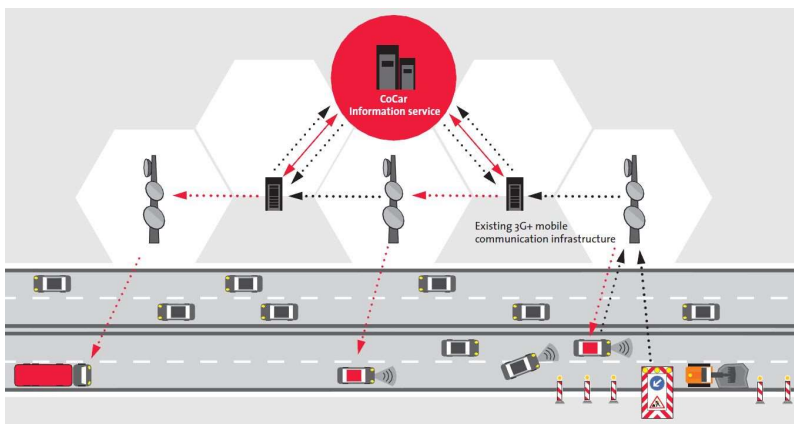 CoCar
Information service
Existing 3G+ mobile
communication infrastructure